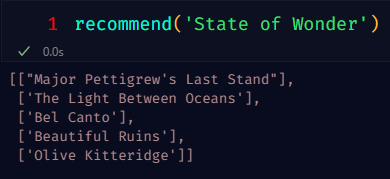 1 recommend('State of Wonder')
✓ 0.0s
[["Major Pettigrew's Last Stand"],
['The Light Between Oceans'],
['Bel Canto'],
['Beautiful Ruins'],
['Olive Kitteridge']]